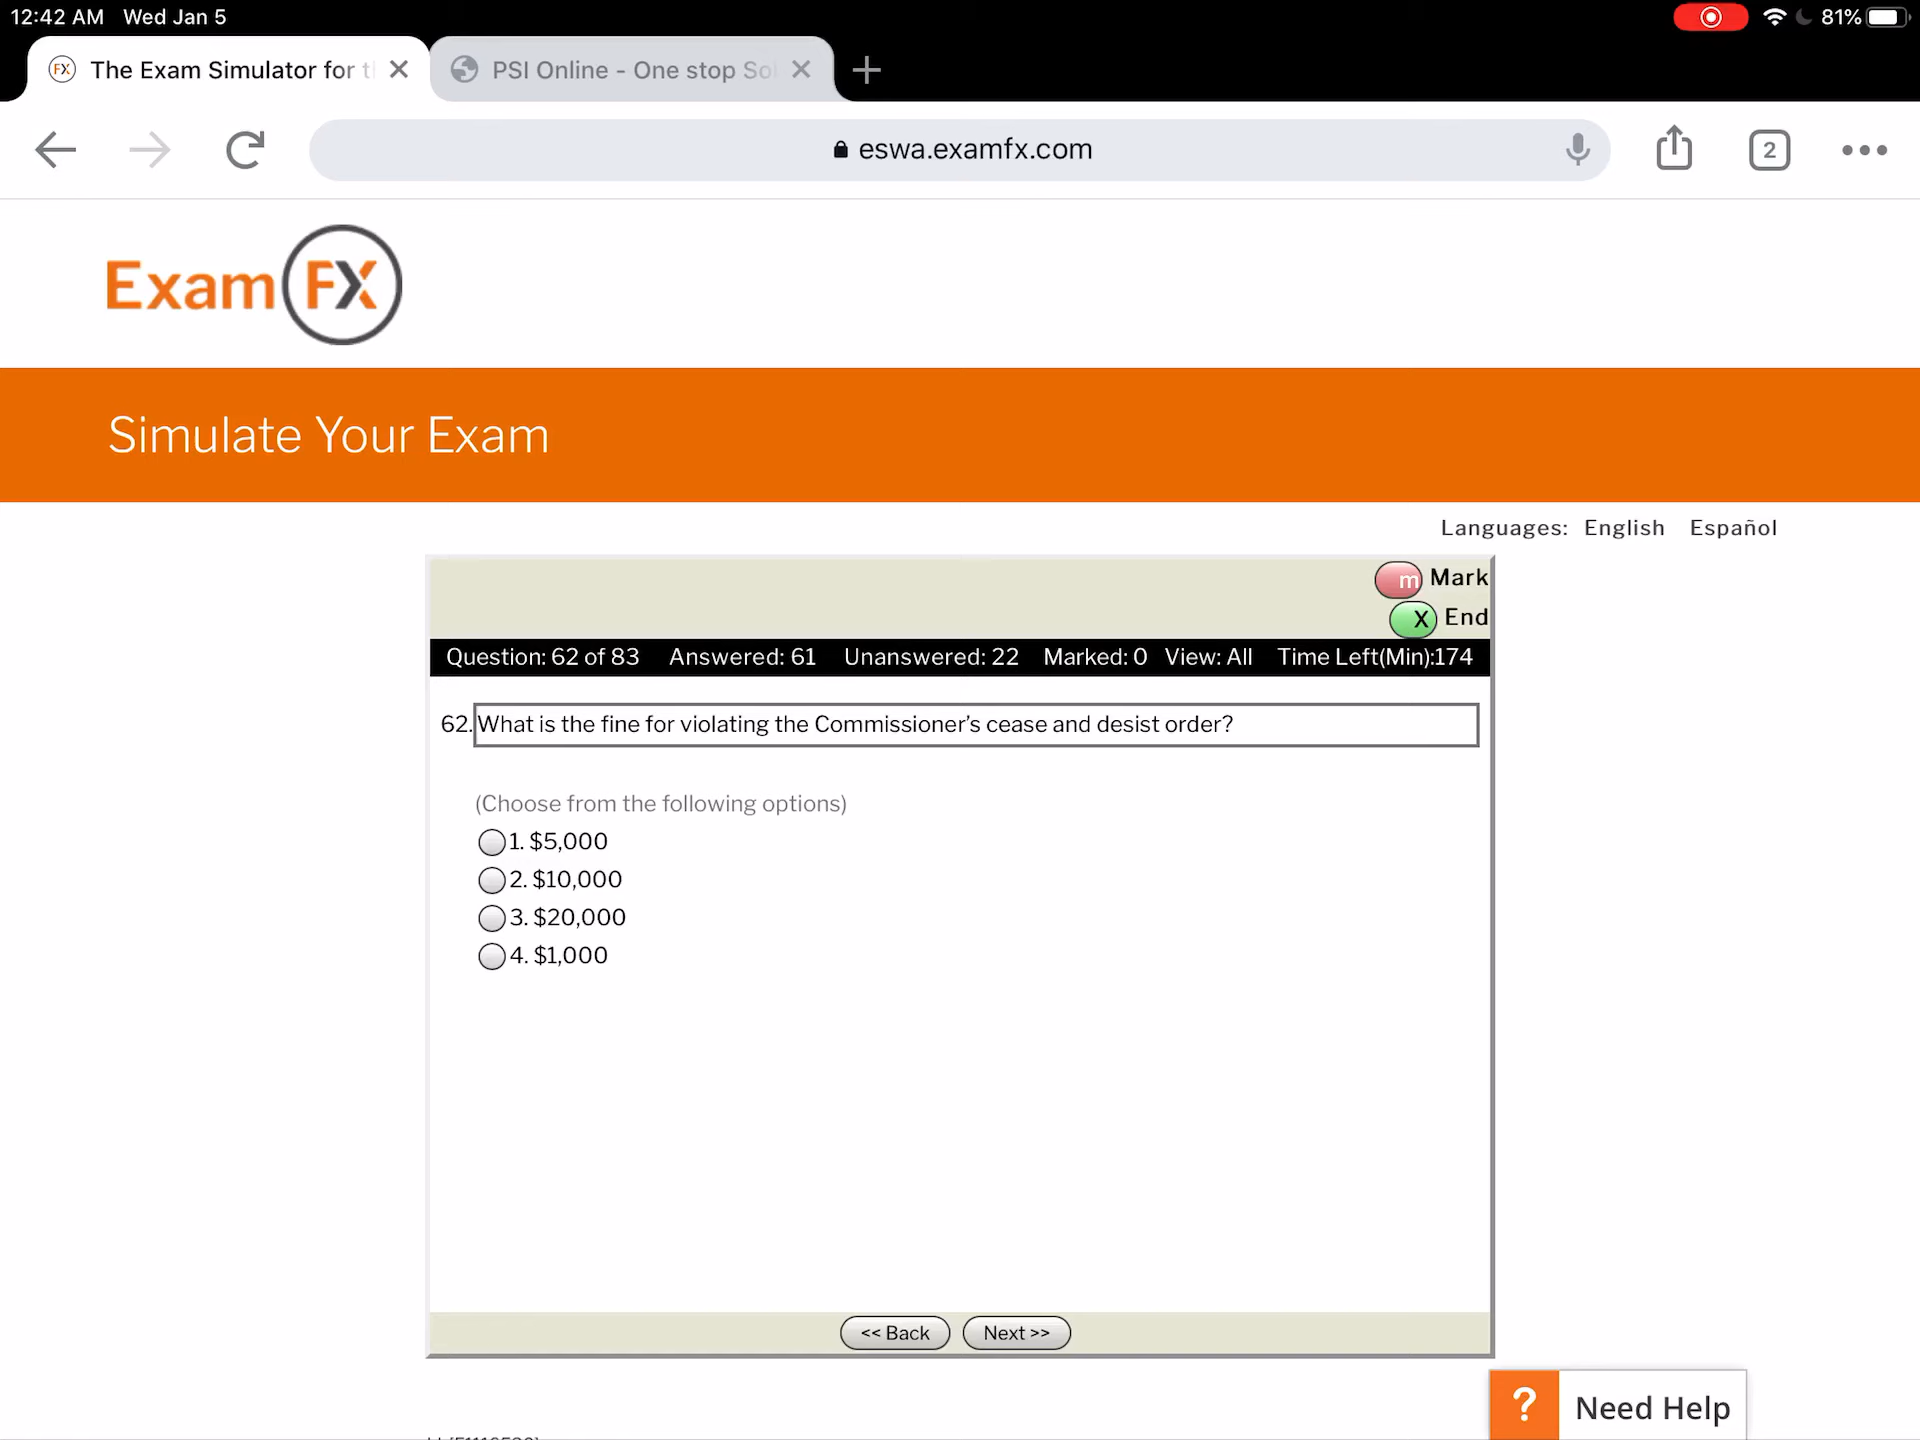 12:42 AM Wed Jan 5
81%
FX The Exam Simulator for t
PSI Online - One stop So
eswa.examfx.com
2
Exam FX
Simulate Your Exam
Languages: English Español
m Mark
X End
Question: 62 of 83 Answered: 61 Unanswered: 22 Marked: 0 View: All Time Left(Min):174
62. What is the fine for violating the Commissioner's cease and desist order?
(Choose from the following options)
1. $5,000
2. $10,000
3. $20,000
4. $1,000
<< Back Next >>
? Need Help